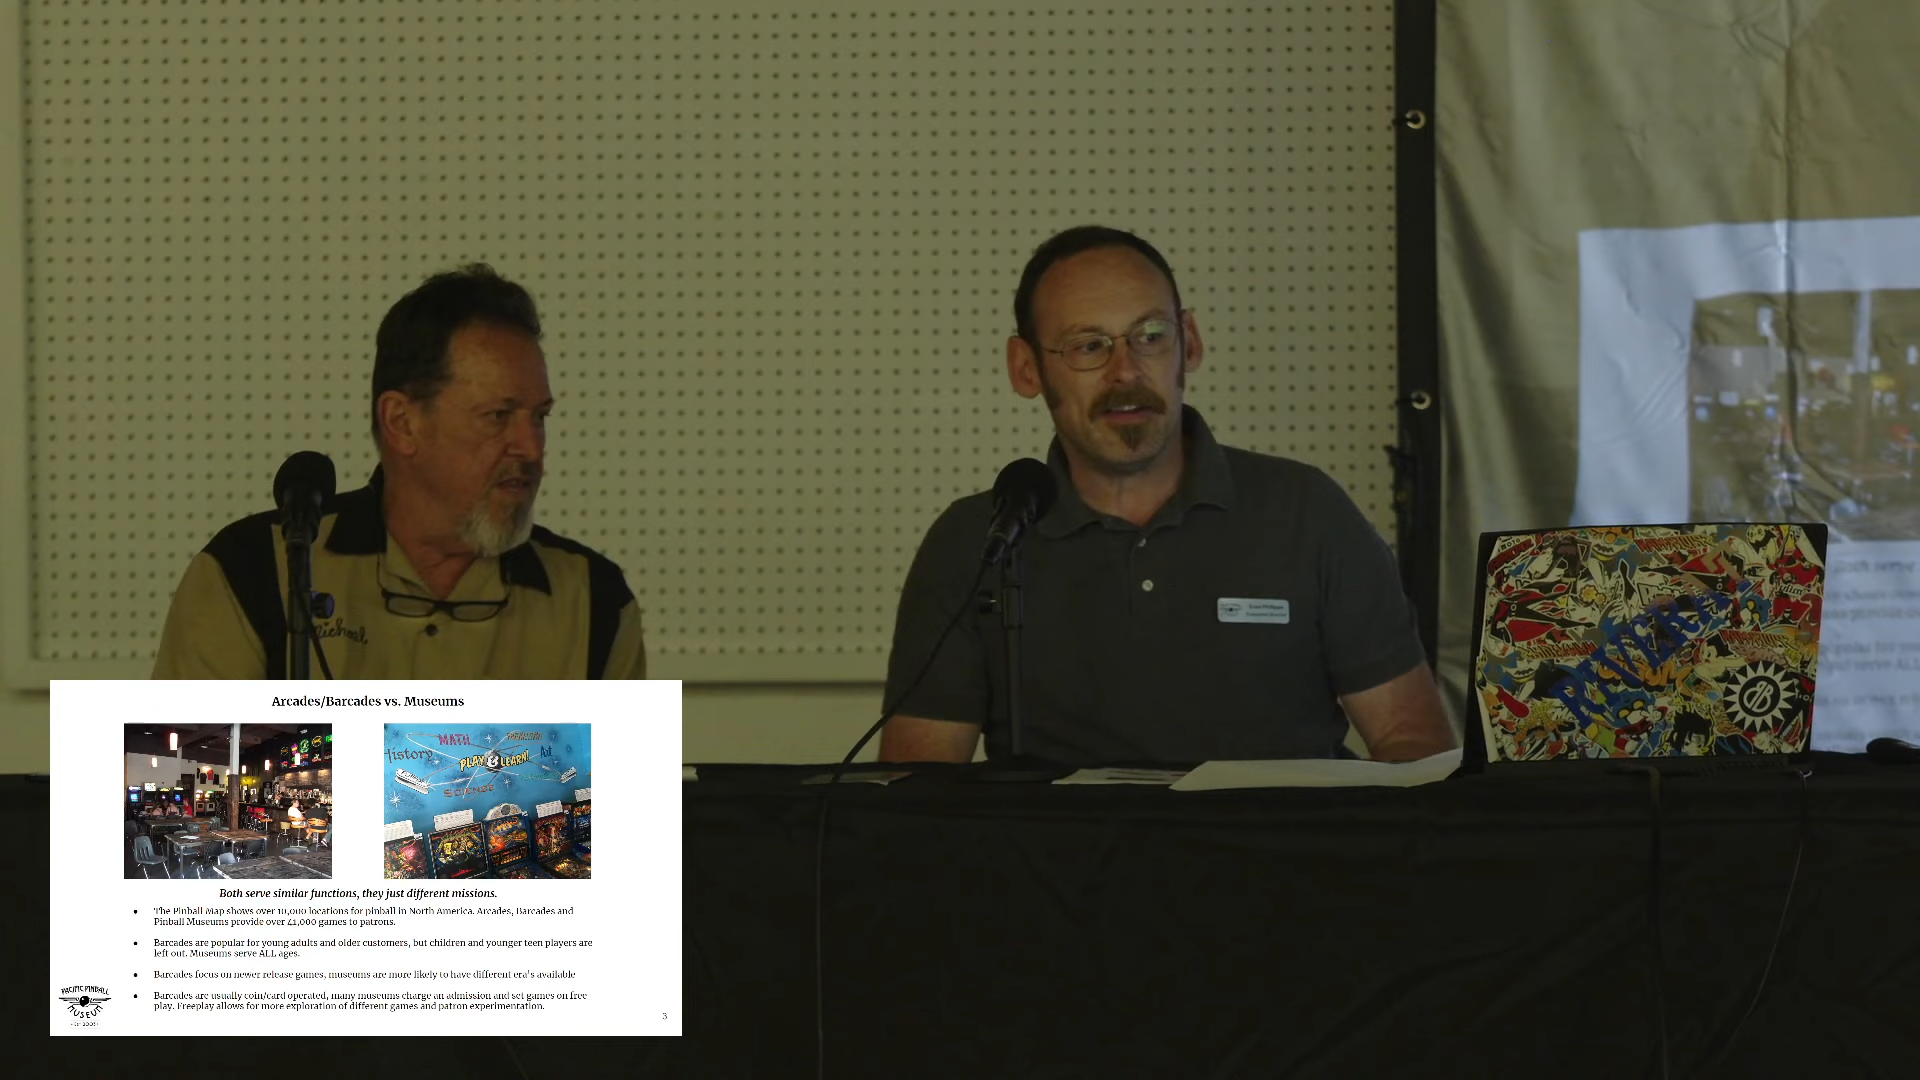 Michael
Evan Phillippe
Executive Director
Arcades/Barcades vs. Museums
History
MATH
Art
PLAY & LEARN!
SCIENCE
Both serve similar functions, they just different missions.
• The Pinball Map shows over 10,000 locations for pinball in North America. Arcades, Barcades and
Pinball Museums provide over 41,000 games to patrons.
• Barcades are popular for young adults and older customers, but children and younger teen players are
left out. Museums serve ALL ages.
• Barcades focus on newer release games, museums are more likely to have different era's available
• Barcades are usually coin/card operated, many museums charge an admission and set games on free
play. Freeplay allows for more exploration of different games and patron experimentation.
PACIFIC PINBALL
MUSEUM
3